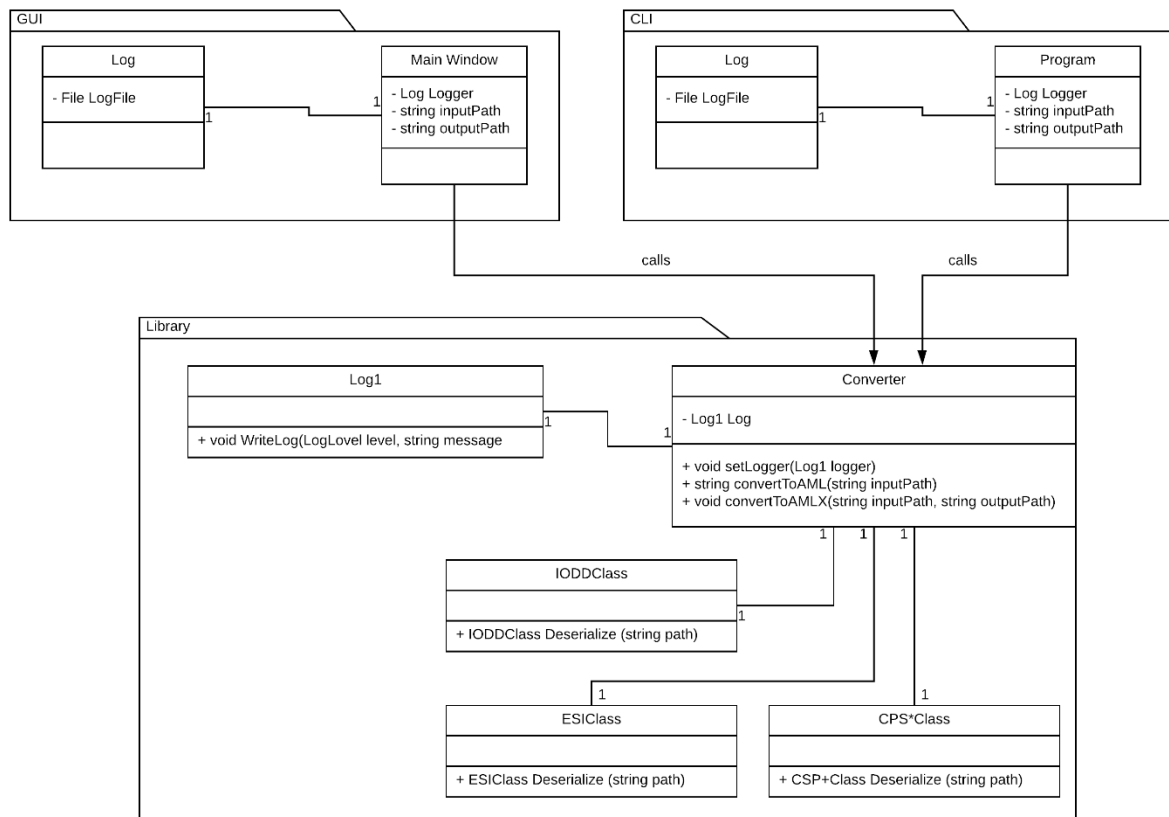 GUI
Log
- File LogFile
1
1
Main Window
- Log Logger
- string inputPath
- string outputPath
CLI
Log
- File LogFile
1
1
Program
- Log Logger
- string inputPath
- string outputPath
calls
calls
Library
Log1
+ void WriteLog(LogLovel level, string message
1
1
Converter
- Log1 Log
+ void setLogger(Log1 logger)
+ string convertToAML(string inputPath)
+ void convertToAMLX(string inputPath, string outputPath)
1
1
1
IODDClass
+ IODDClass Deserialize (string path)
1
1
ESIClass
+ ESIClass Deserialize (string path)
1
CPS*Class
+ CSP+Class Deserialize (string path)